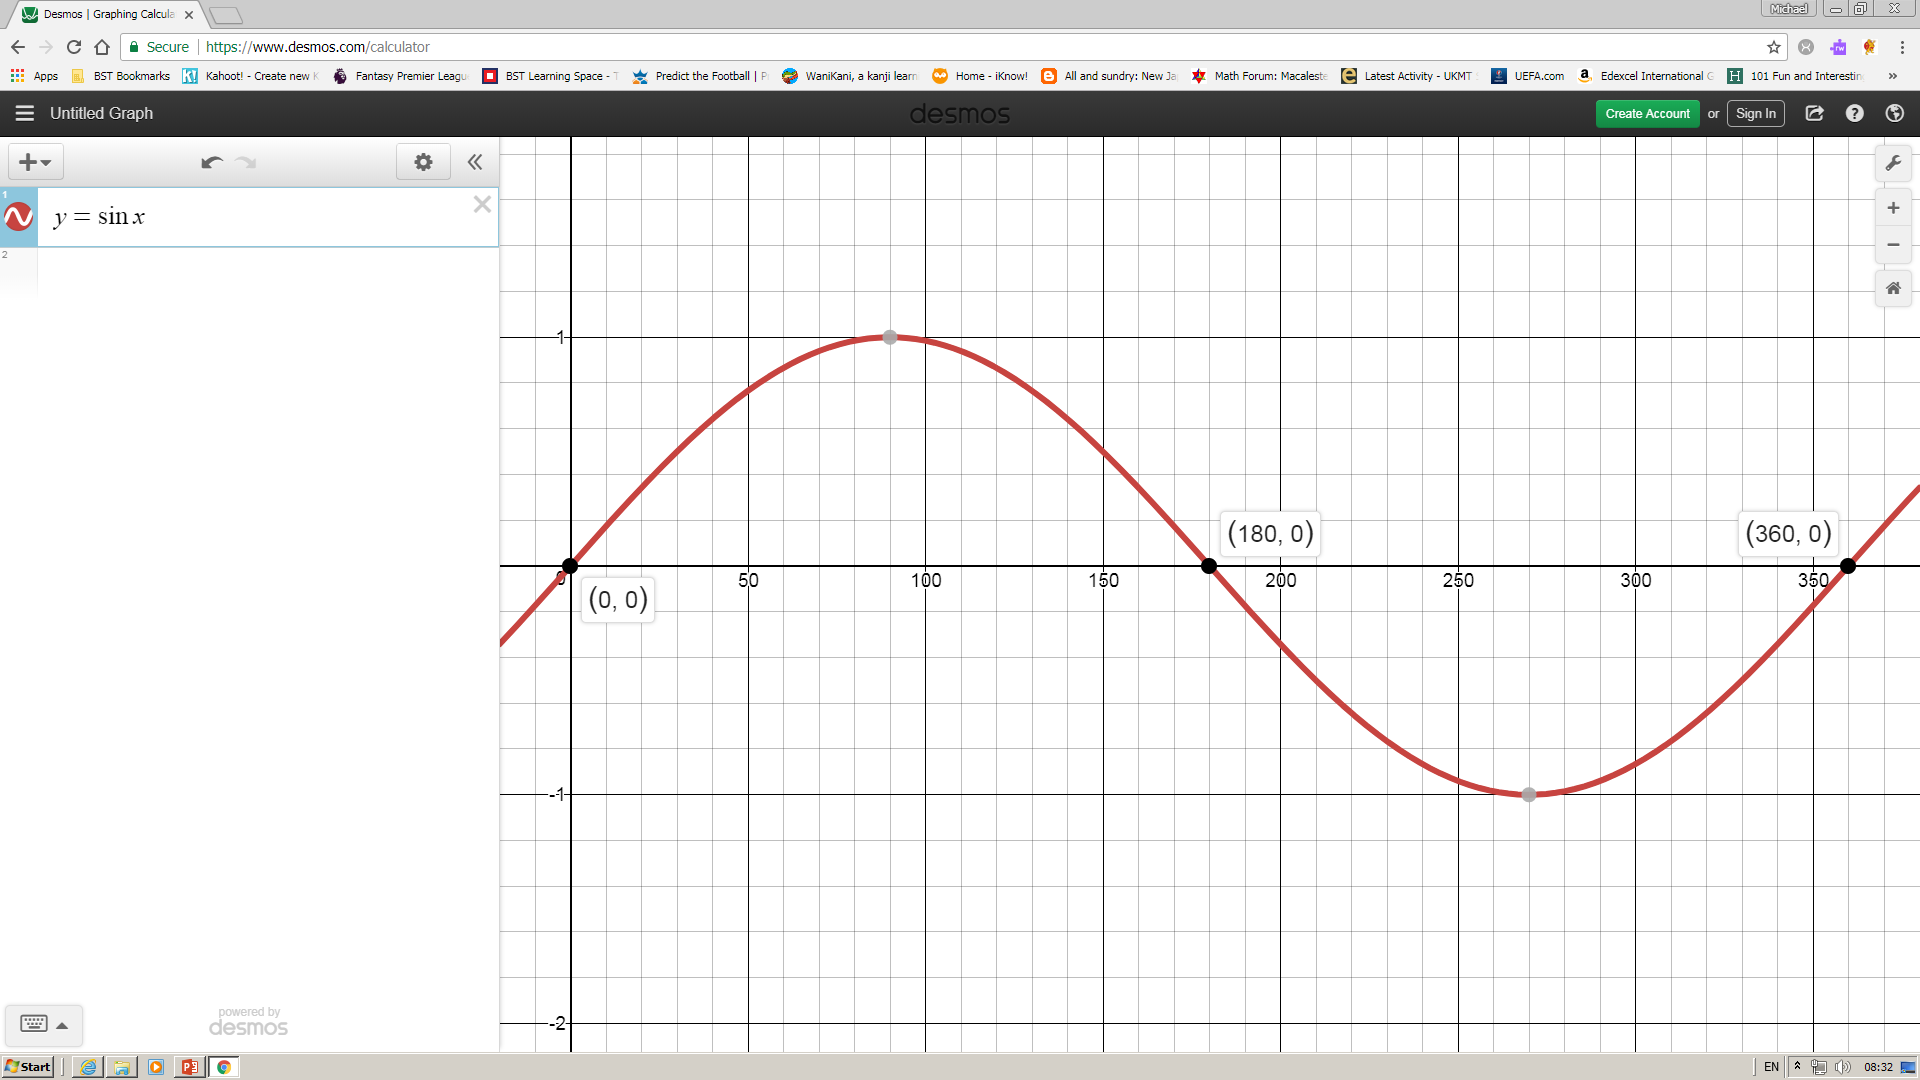 Desmos | Graphing Calcula
Michael
Secure | https://www.desmos.com/calculator
Apps BST Bookmarks Kahoot! - Create new K Fantasy Premier Leagu BST Learning Space - T Predict the Football | P WaniKani, a kanji learn Home - iKnow! All and sundry: New Ja Math Forum: Macaleste Latest Activity - UKMT UEFA.com Edexcel International G 101 Fun and Interestin »
Untitled Graph
desmos
Create Account or Sign In
1
y = sin x
2
1
(180, 0)
(360, 0)
0 50 100 150 200 250 300 350
(0, 0)
-1
-2
powered by
desmos
Start
EN
08:32